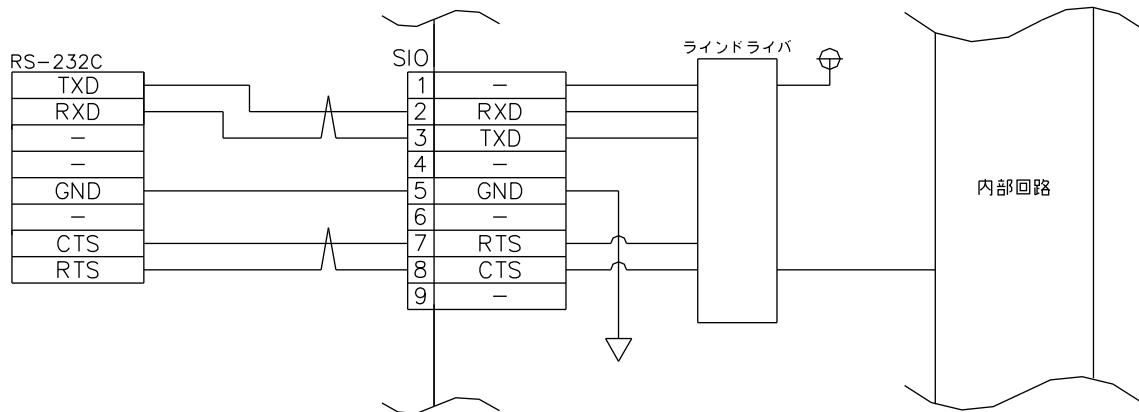 ラインドライバ
RS-232C
SIO
TXD
1 -
RXD
2 RXD
-
3 TXD
-
4 -
GND
5 GND
内部回路
-
6 -
CTS
7 RTS
RTS
8 CTS
9 -